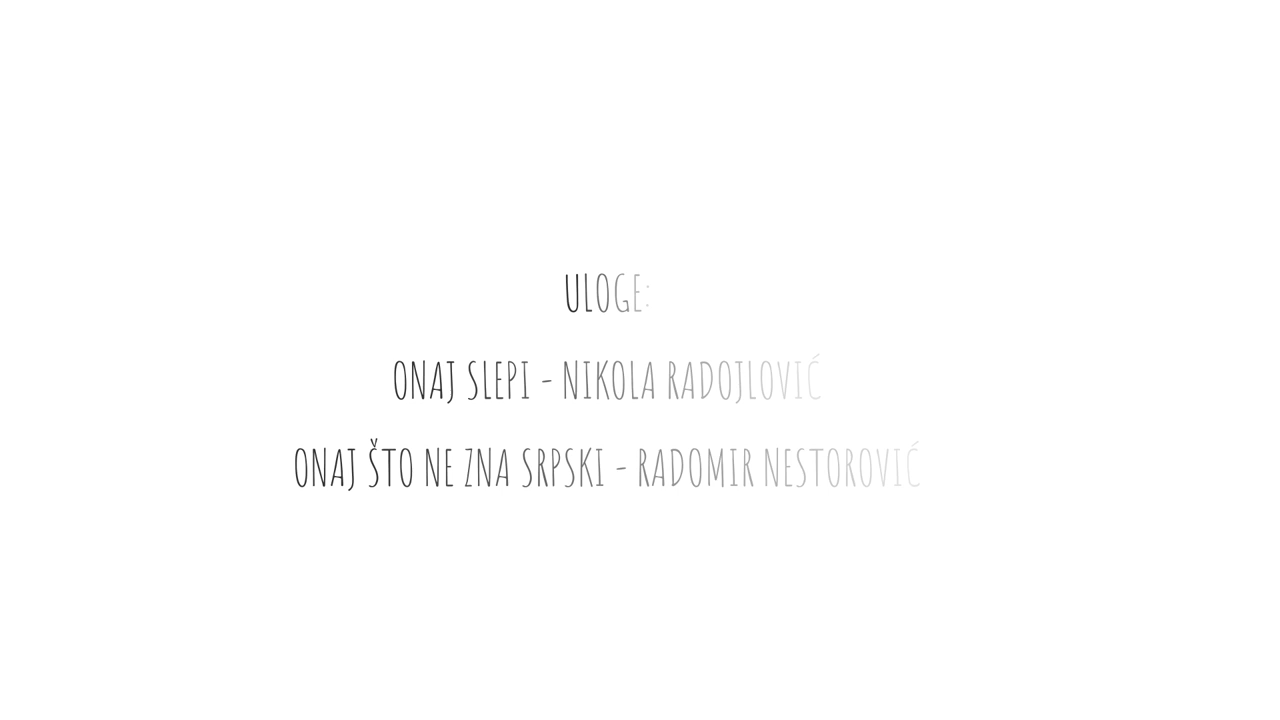 ULOGE:
ONAJ SLEPI - NIKOLA RADOJLOVIĆ
ONAJ ŠTO NE ZNA SRPSKI - RADOMIR NESTOROVIĆ